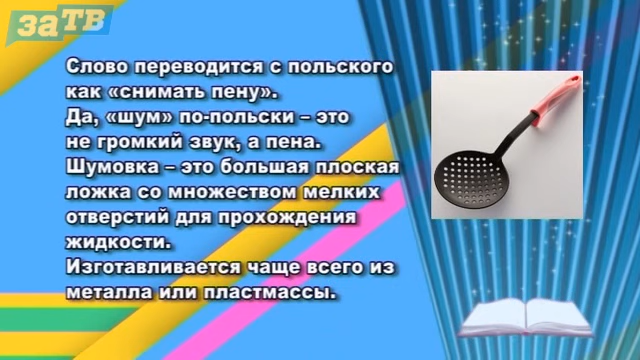 заТВ
Слово переводится с польского
как «снимать пену».
Да, «шум» по-польски – это
не громкий звук, а пена.
Шумовка – это большая плоская
ложка со множеством мелких
отверстий для прохождения
жидкости.
Изготавливается чаще всего из
металла или пластмассы.